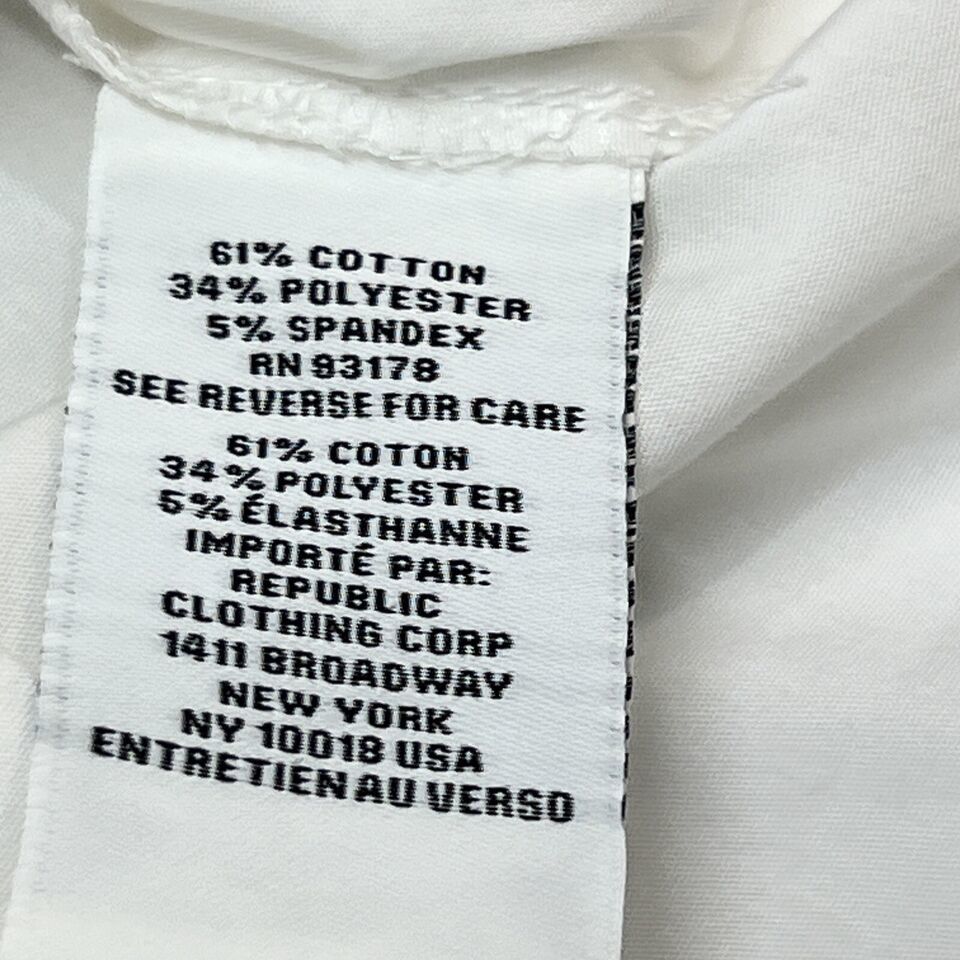 61% COTTON
34% POLYESTER
5% SPANDEX
RN 93178
SEE REVERSE FOR CARE
61% COTON
34% POLYESTER
5% ÉLASTHANNE
IMPORTÉ PAR:
REPUBLIC
CLOTHING CORP
1411 BROADWAY
NEW YORK
NY 10018 USA
ENTRETIEN AU VERSO